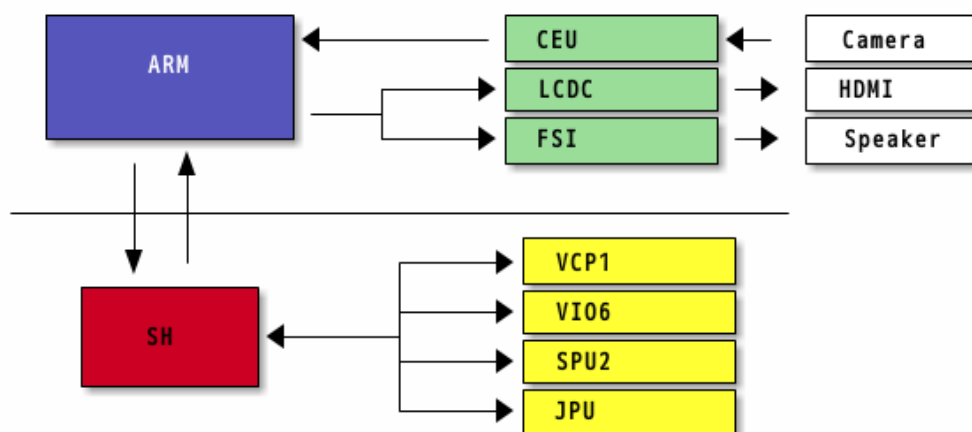 ARM
CEU
Camera
LCDC
HDMI
FSI
Speaker
SH
VCP1
VIO6
SPU2
JPU